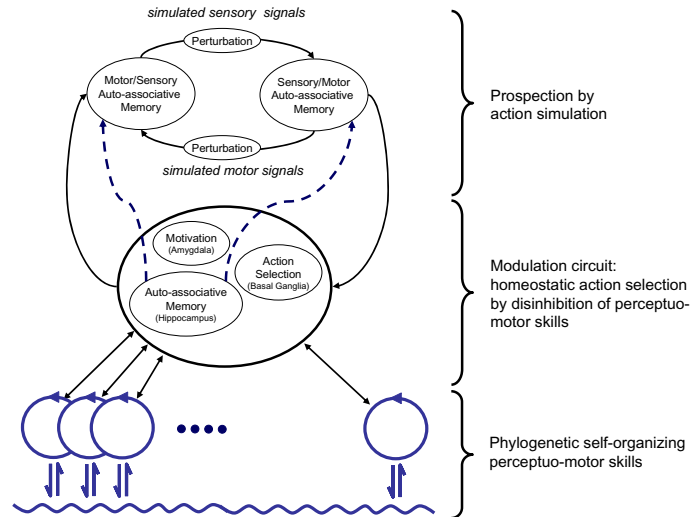 simulated sensory signals
Perturbation
Motor/Sensory
Auto-associative
Memory
Sensory/Motor
Auto-associative
Memory
Perturbation
simulated motor signals
Prospection by
action simulation
Motivation
(Amygdala)
Action
Selection
(Basal Ganglia)
Auto-associative
Memory
(Hippocampus)
Modulation circuit:
homeostatic action selection
by disinhibition of perceptuo-
motor skills
Phylogenetic self-organizing
perceptuo-motor skills